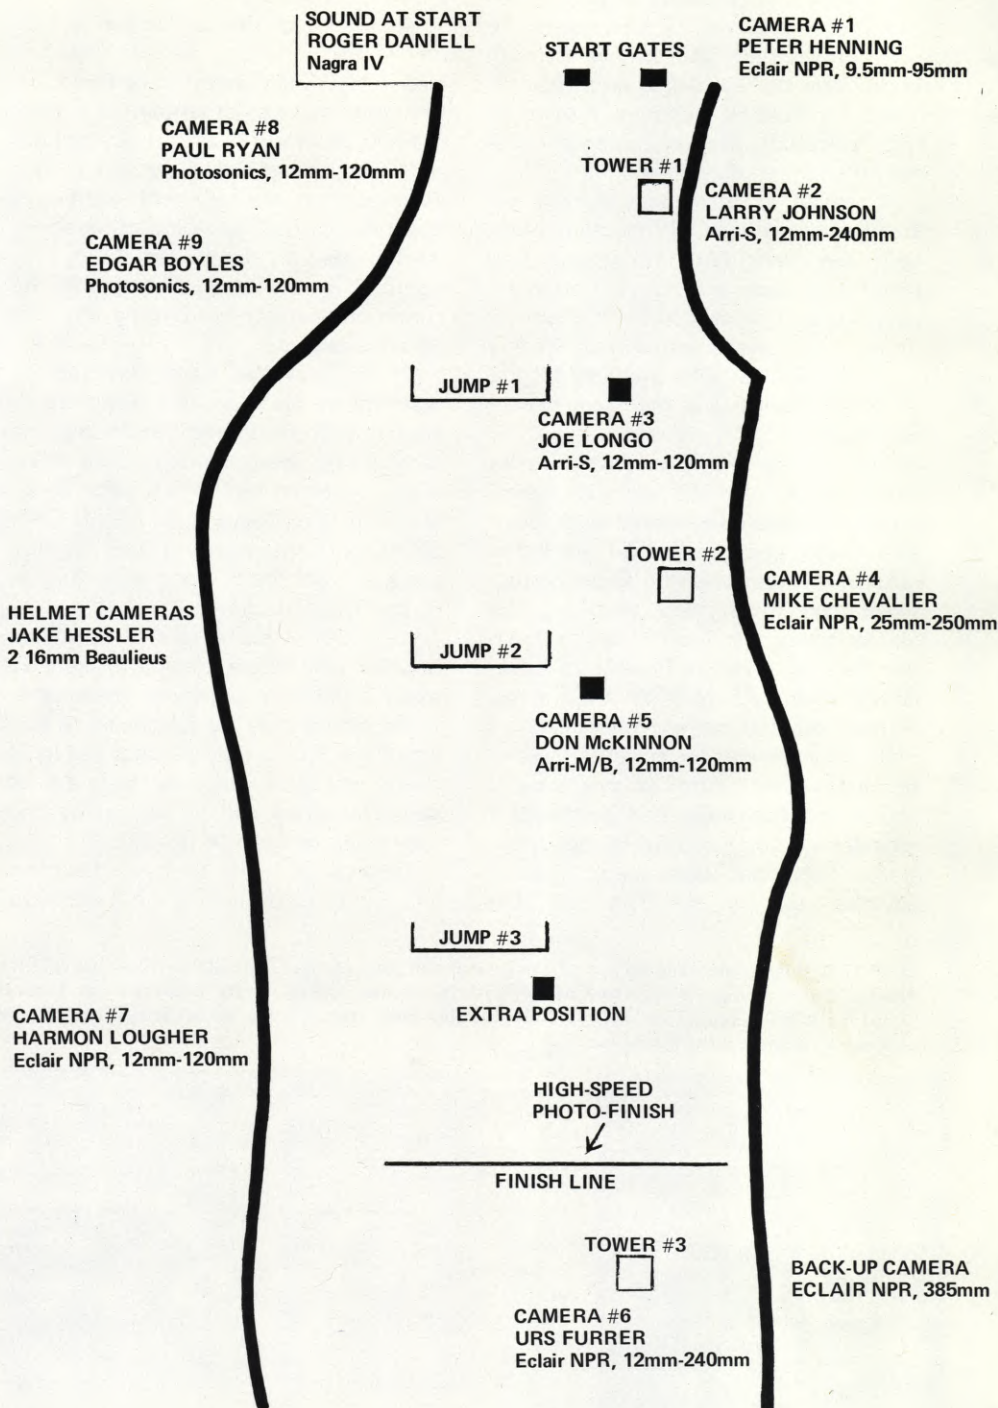 SOUND AT START
ROGER DANIELL
Nagra IV
START GATES
CAMERA #1
PETER HENNING
Eclair NPR, 9.5mm-95mm
CAMERA #8
PAUL RYAN
Photosonics, 12mm-120mm
TOWER #1
CAMERA #2
LARRY JOHNSON
Arri-S, 12mm-240mm
CAMERA #9
EDGAR BOYLES
Photosonics, 12mm-120mm
JUMP #1
CAMERA #3
JOE LONGO
Arri-S, 12mm-120mm
TOWER #2
CAMERA #4
MIKE CHEVALIER
Eclair NPR, 25mm-250mm
HELMET CAMERAS
JAKE HESSLER
2 16mm Beaulieus
JUMP #2
CAMERA #5
DON McKINNON
Arri-M/B, 12mm-120mm
JUMP #3
EXTRA POSITION
CAMERA #7
HARMON LOUGHER
Eclair NPR, 12mm-120mm
HIGH-SPEED
PHOTO-FINISH
FINISH LINE
TOWER #3
BACK-UP CAMERA
ECLAIR NPR, 385mm
CAMERA #6
URS FURRER
Eclair NPR, 12mm-240mm